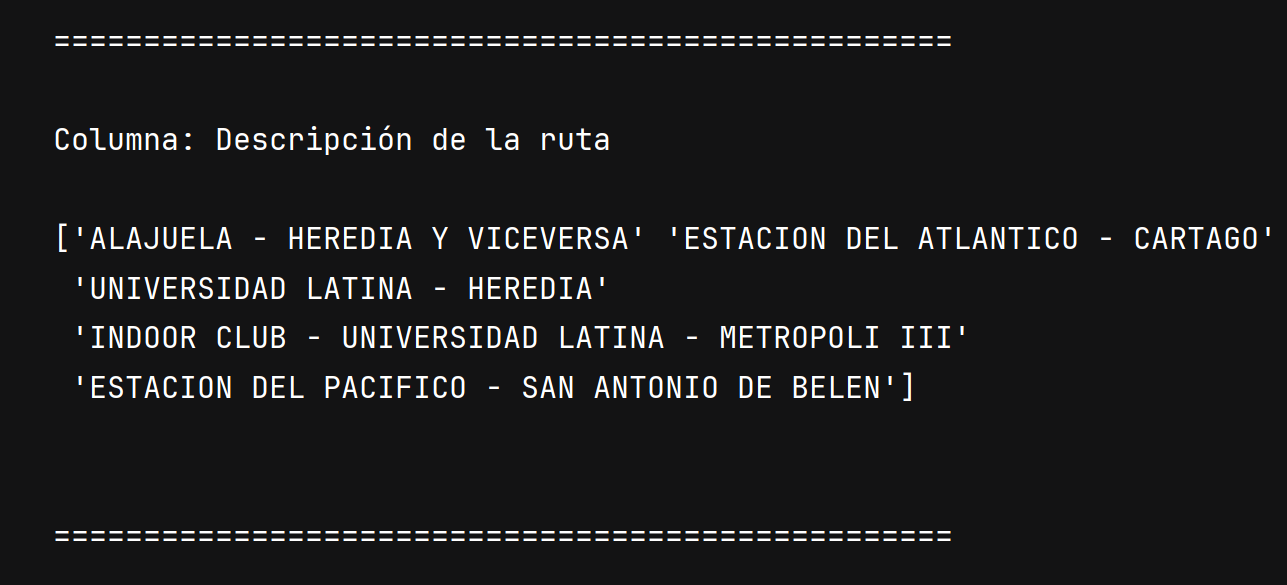 ==================================================
Columna: Descripción de la ruta
['ALAJUELA - HEREDIA Y VICEVERSA' 'ESTACION DEL ATLANTICO - CARTAGO'
 'UNIVERSIDAD LATINA - HEREDIA'
 'INDOOR CLUB - UNIVERSIDAD LATINA - METROPOLI III'
 'ESTACION DEL PACIFICO - SAN ANTONIO DE BELEN']
==================================================